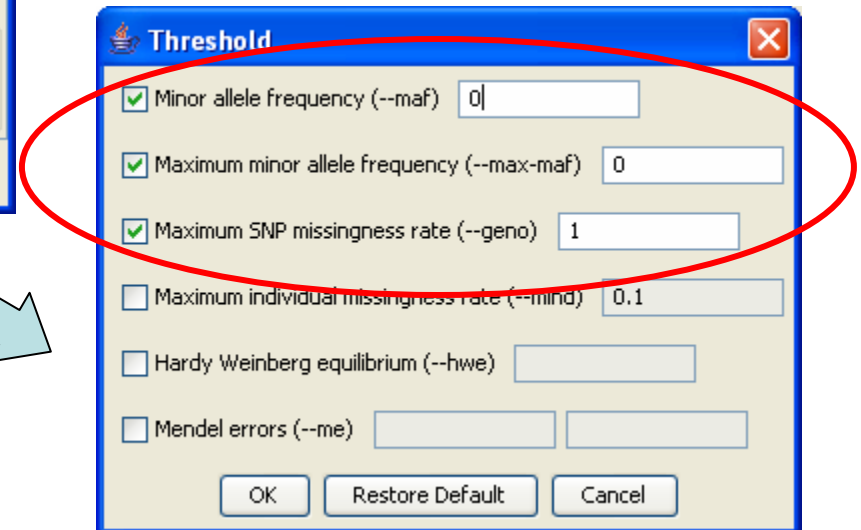 Threshold
Minor allele frequency (--maf) 0
Maximum minor allele frequency (--max-maf) 0
Maximum SNP missingness rate (--geno) 1
Maximum individual missingness rate (--mind) 0.1
Hardy Weinberg equilibrium (--hwe)
Mendel errors (--me)
OK Restore Default Cancel